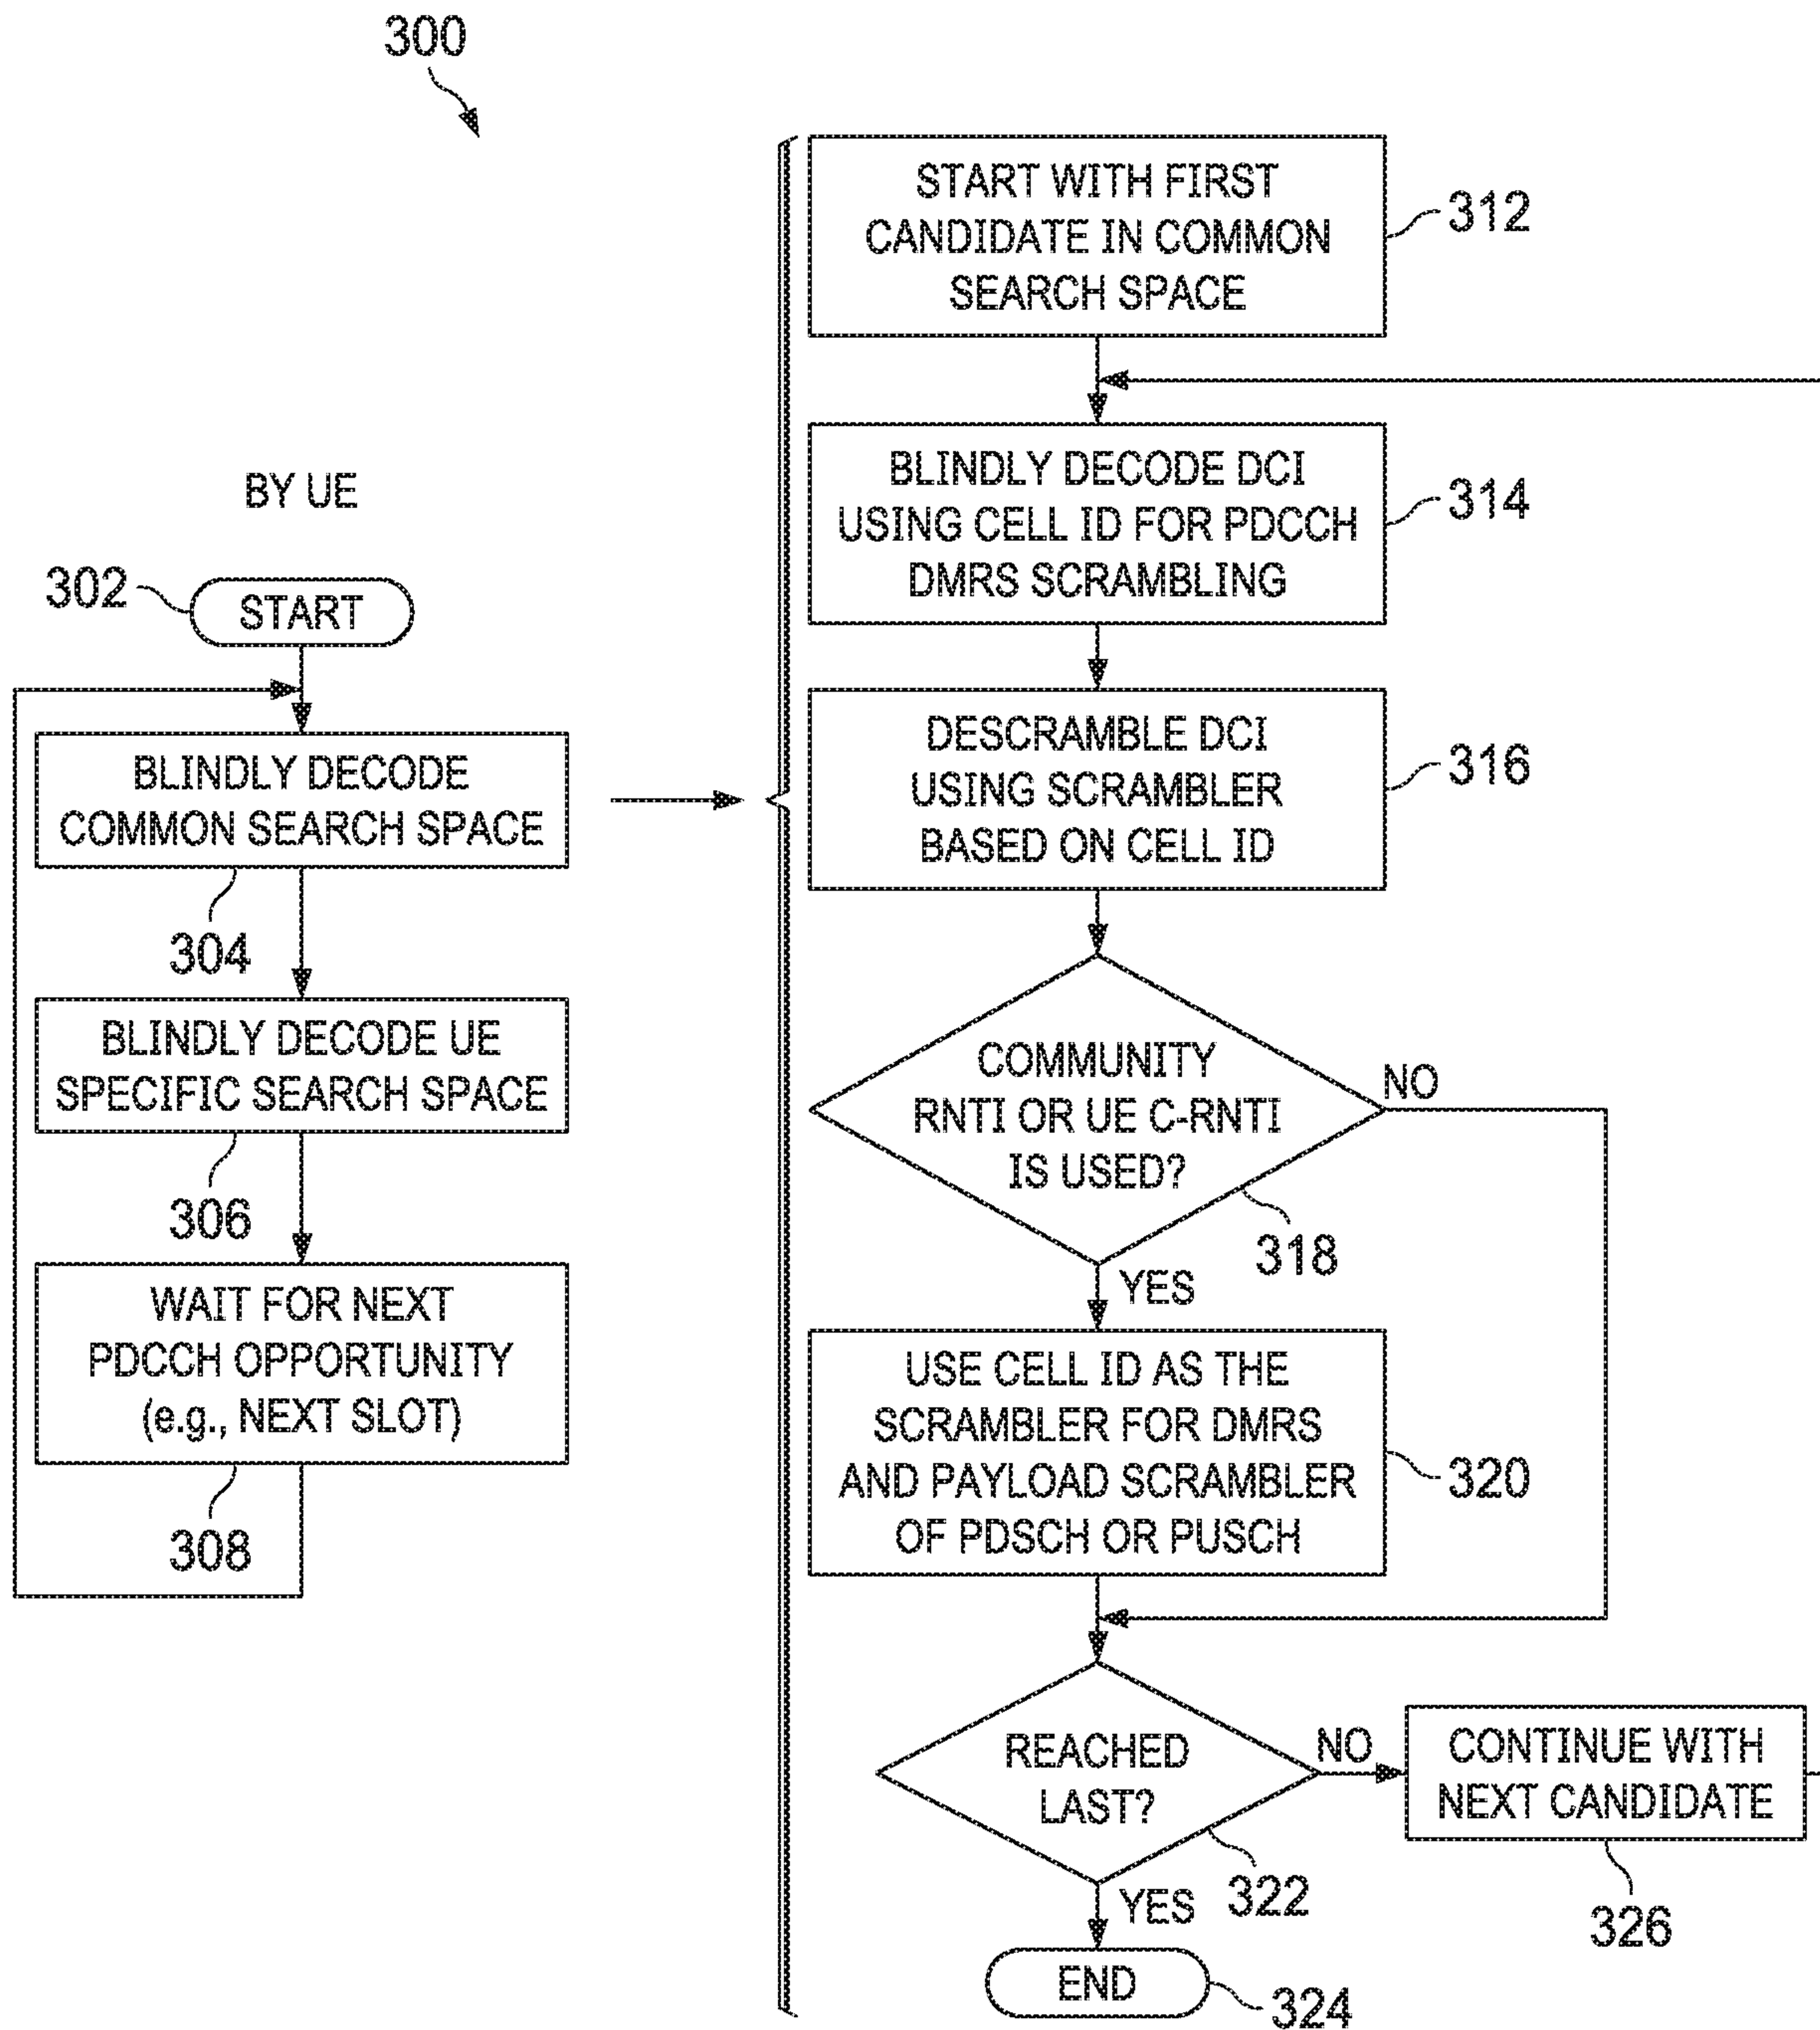 300
BY UE
302
START
BLINDLY DECODE
COMMON SEARCH SPACE
304
BLINDLY DECODE UE
SPECIFIC SEARCH SPACE
306
WAIT FOR NEXT
PDCCH OPPORTUNITY
(e.g., NEXT SLOT)
308
START WITH FIRST
CANDIDATE IN COMMON
SEARCH SPACE
312
BLINDLY DECODE DCI
USING CELL ID FOR PDCCH
DMRS SCRAMBLING
314
DESCRAMBLE DCI
USING SCRAMBLER
BASED ON CELL ID
316
COMMUNITY
RNTI OR UE C-RNTI
IS USED?
NO
318
YES
USE CELL ID AS THE
SCRAMBLER FOR DMRS
AND PAYLOAD SCRAMBLER
OF PDSCH OR PUSCH
320
REACHED
LAST?
NO
322
CONTINUE WITH
NEXT CANDIDATE
326
YES
END
324